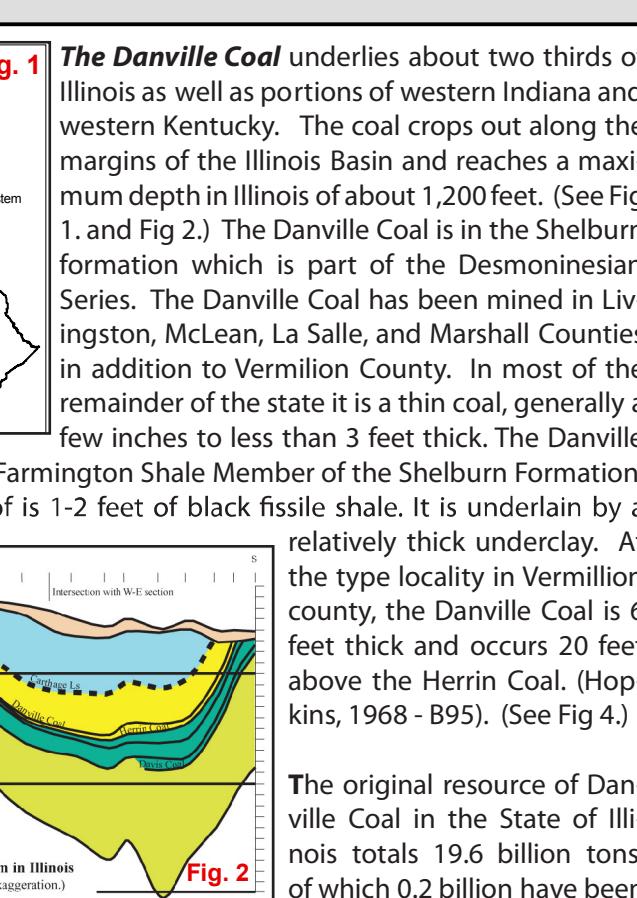 g. 1
stem
The Danville Coal underlies about two thirds of
Illinois as well as portions of western Indiana and
western Kentucky. The coal crops out along the
margins of the Illinois Basin and reaches a maxi-
mum depth in Illinois of about 1,200 feet. (See Fig
1. and Fig 2.) The Danville Coal is in the Shelburn
formation which is part of the Desmoninesian
Series. The Danville Coal has been mined in Liv-
ingston, McLean, La Salle, and Marshall Counties
in addition to Vermilion County. In most of the
remainder of the state it is a thin coal, generally a
few inches to less than 3 feet thick. The Danville
Farmington Shale Member of the Shelburn Formation
of is 1-2 feet of black fissile shale. It is underlain by a
relatively thick underclay. At
the type locality in Vermillion
county, the Danville Coal is 6
feet thick and occurs 20 feet
above the Herrin Coal. (Hop-
kins, 1968 - B95). (See Fig 4.)
The original resource of Dan-
ville Coal in the State of Illi-
nois totals 19.6 billion tons,
of which 0.2 billion have been
S
Intersection with W-E section
Carthage Ls
Danville Coal
Herrin Coal
Davis Coal
n in Illinois
aggeration.)
Fig. 2